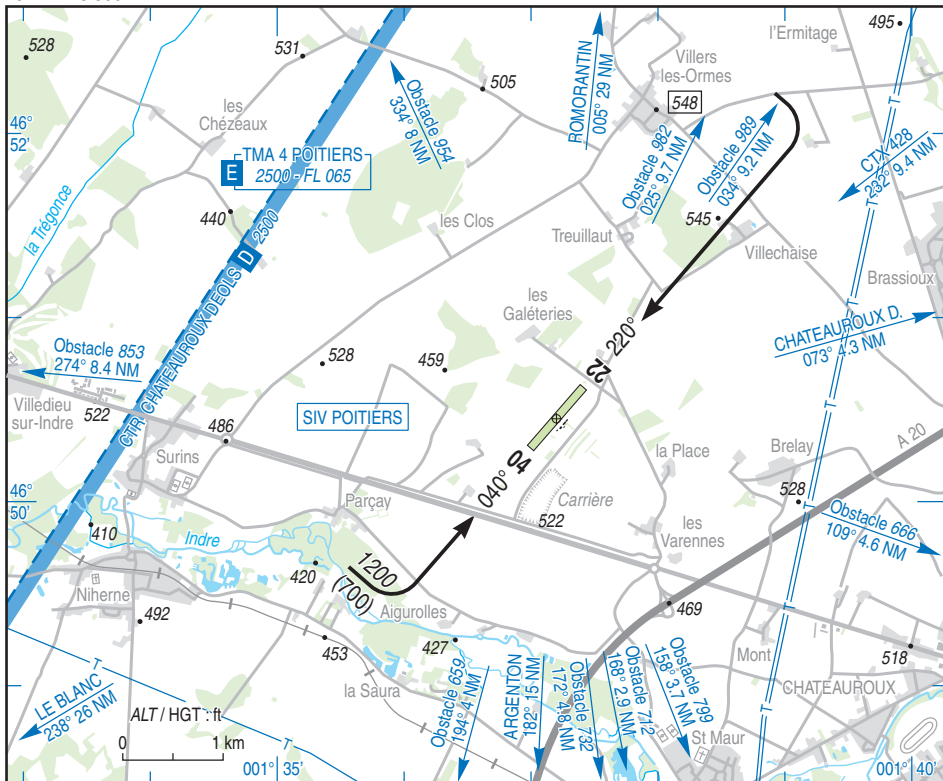 528
531
505
495
l'Ermitage
Villers
les-Ormes
548
ROMORANTIN
005° 29 NM
Obstacle 954
334° 8 NM
les
Chézeaux
46°
52'
TMA 4 POITIERS
E
2500 - FL 065
Obstacle 982
025° 9.7 NM
Obstacle 989
034° 9.2 NM
T
CTX 428
232° 9.4 NM
la Trégonce
440
les Clos
545
Treuillaut
Villechaise
Brassioux
CTR CHATEAUROUX DEOLS D 2500
les
Galéteries
22 220°
T
CHATEAUROUX D.
073° 4.3 NM
Obstacle 853
274° 8.4 NM
528
459
Villedieu
sur-Indre
522
486
SIV POITIERS
Surins
040° 04
la Place
Brelay
A 20
Carrière
Parçay
46°
50'
410
Indre
522
les
Varennes
528
Obstacle 666
109° 4.6 NM
420
1200
(700)
Aigurolles
Niherne
492
469
453
427
Mont
518
T
LE BLANC
238° 26 NM
T
la Saura
Obstacle 659
194° 4 NM
ARGENTON
182° 15 NM
Obstacle 732
172° 4.8 NM
Obstacle 712
166° 2.9 NM
Obstacle 799
158° 3.7 NM
CHATEAUROUX
St Maur
T
ALT / HGT : ft
0 1 km
001° 35'
001° 40'